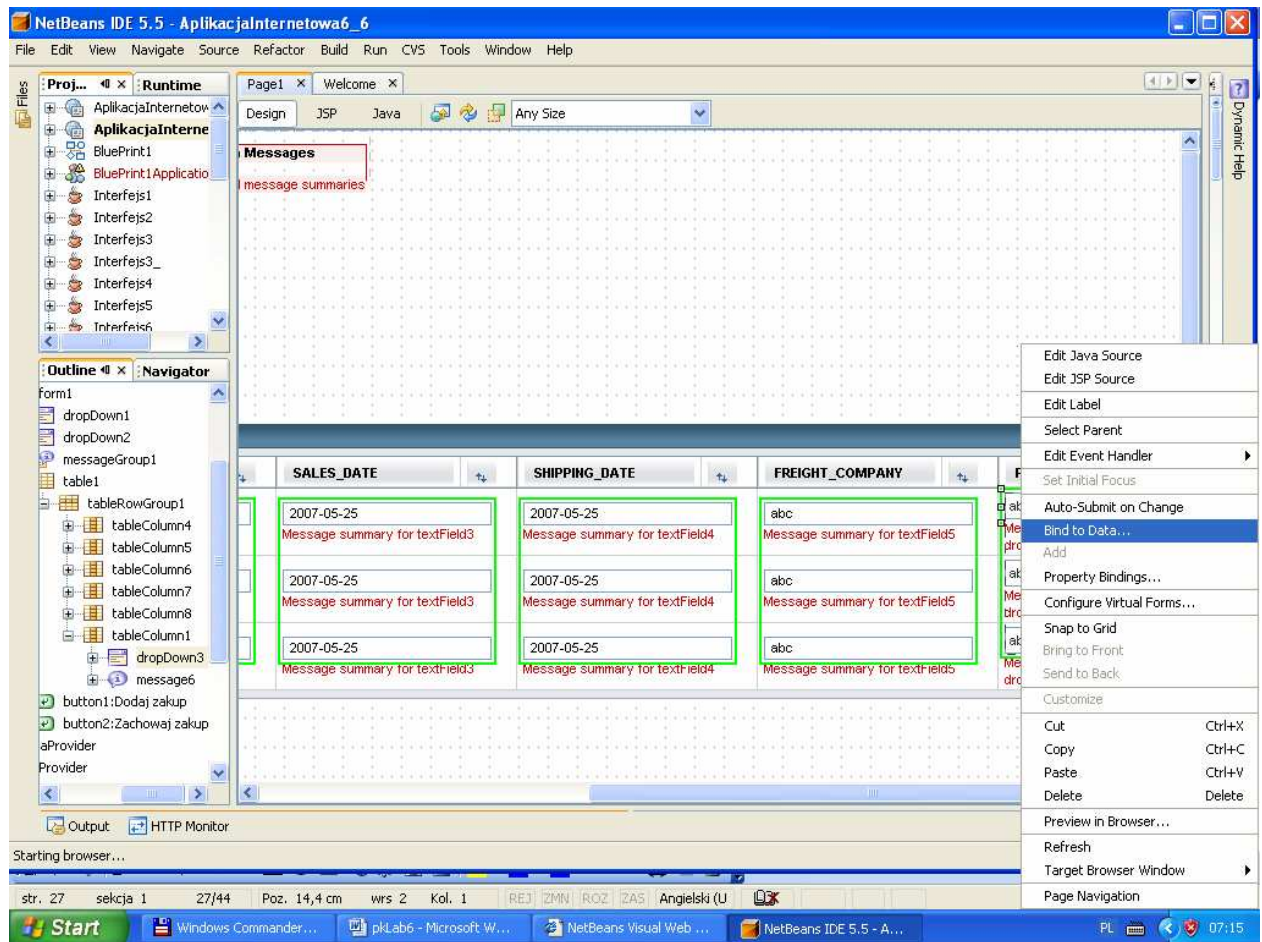 NetBeans IDE 5.5 - AplikacjaInternetowa6_6
File Edit View Navigate Source Refactor Build Run CVS Tools Window Help
Files
Proj... Runtime
AplikacjaInternetow
AplikacjaInterne
BluePrint1
BluePrint1Applicatio
Interfejs1
Interfejs2
Interfejs3
Interfejs3_
Interfejs4
Interfejs5
Interfejs6
Outline Navigator
form1
dropDown1
dropDown2
messageGroup1
table1
tableRowGroup1
tableColumn4
tableColumn5
tableColumn6
tableColumn7
tableColumn8
tableColumn1
dropDown3
message6
button1:Dodaj zakup
button2:Zachowaj zakup
aProvider
Provider
Page1 Welcome
Design JSP Java Any Size
Messages
message summaries
SALES_DATE SHIPPING_DATE FREIGHT_COMPANY
2007-05-25 2007-05-25 abc
Message summary for textField3 Message summary for textField4 Message summary for textField5
2007-05-25 2007-05-25 abc
Message summary for textField3 Message summary for textField4 Message summary for textField5
2007-05-25 2007-05-25 abc
Message summary for textField3 Message summary for textField4 Message summary for textField5
Dynamic Help
Edit Java Source
Edit JSP Source
Edit Label
Select Parent
Edit Event Handler
Set Initial Focus
Auto-Submit on Change
Bind to Data...
Add
Property Bindings...
Configure Virtual Forms...
Snap to Grid
Bring to Front
Send to Back
Customize
Cut Ctrl+X
Copy Ctrl+C
Paste Ctrl+V
Delete Delete
Preview in Browser...
Refresh
Target Browser Window
Page Navigation
Output HTTP Monitor
Starting browser...
str. 27 sekcja 1 27/44 Poz. 14,4 cm wrs 2 Kol. 1 REJ ZMN ROZ ZAS Angielski (U
Start Windows Commander... pkLab6 - Microsoft W... NetBeans Visual Web ... NetBeans IDE 5.5 - A... PL 07:15